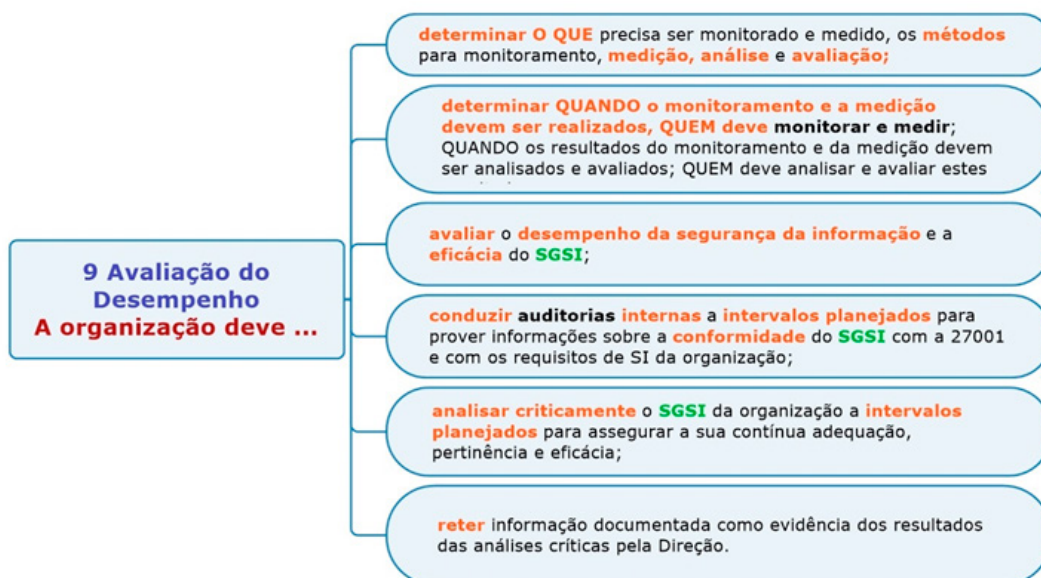 9 Avaliação do
Desempenho
A organização deve ...
determinar O QUE precisa ser monitorado e medido, os métodos
para monitoramento, medição, análise e avaliação;
determinar QUANDO o monitoramento e a medição
devem ser realizados, QUEM deve monitorar e medir;
QUANDO os resultados do monitoramento e da medição devem
ser analisados e avaliados; QUEM deve analisar e avaliar estes
avaliar o desempenho da segurança da informação e a
eficácia do SGSI;
conduzir auditorias internas a intervalos planejados para
prover informações sobre a conformidade do SGSI com a 27001
e com os requisitos de SI da organização;
analisar criticamente o SGSI da organização a intervalos
planejados para assegurar a sua contínua adequação,
pertinência e eficácia;
reter informação documentada como evidência dos resultados
das análises críticas pela Direção.